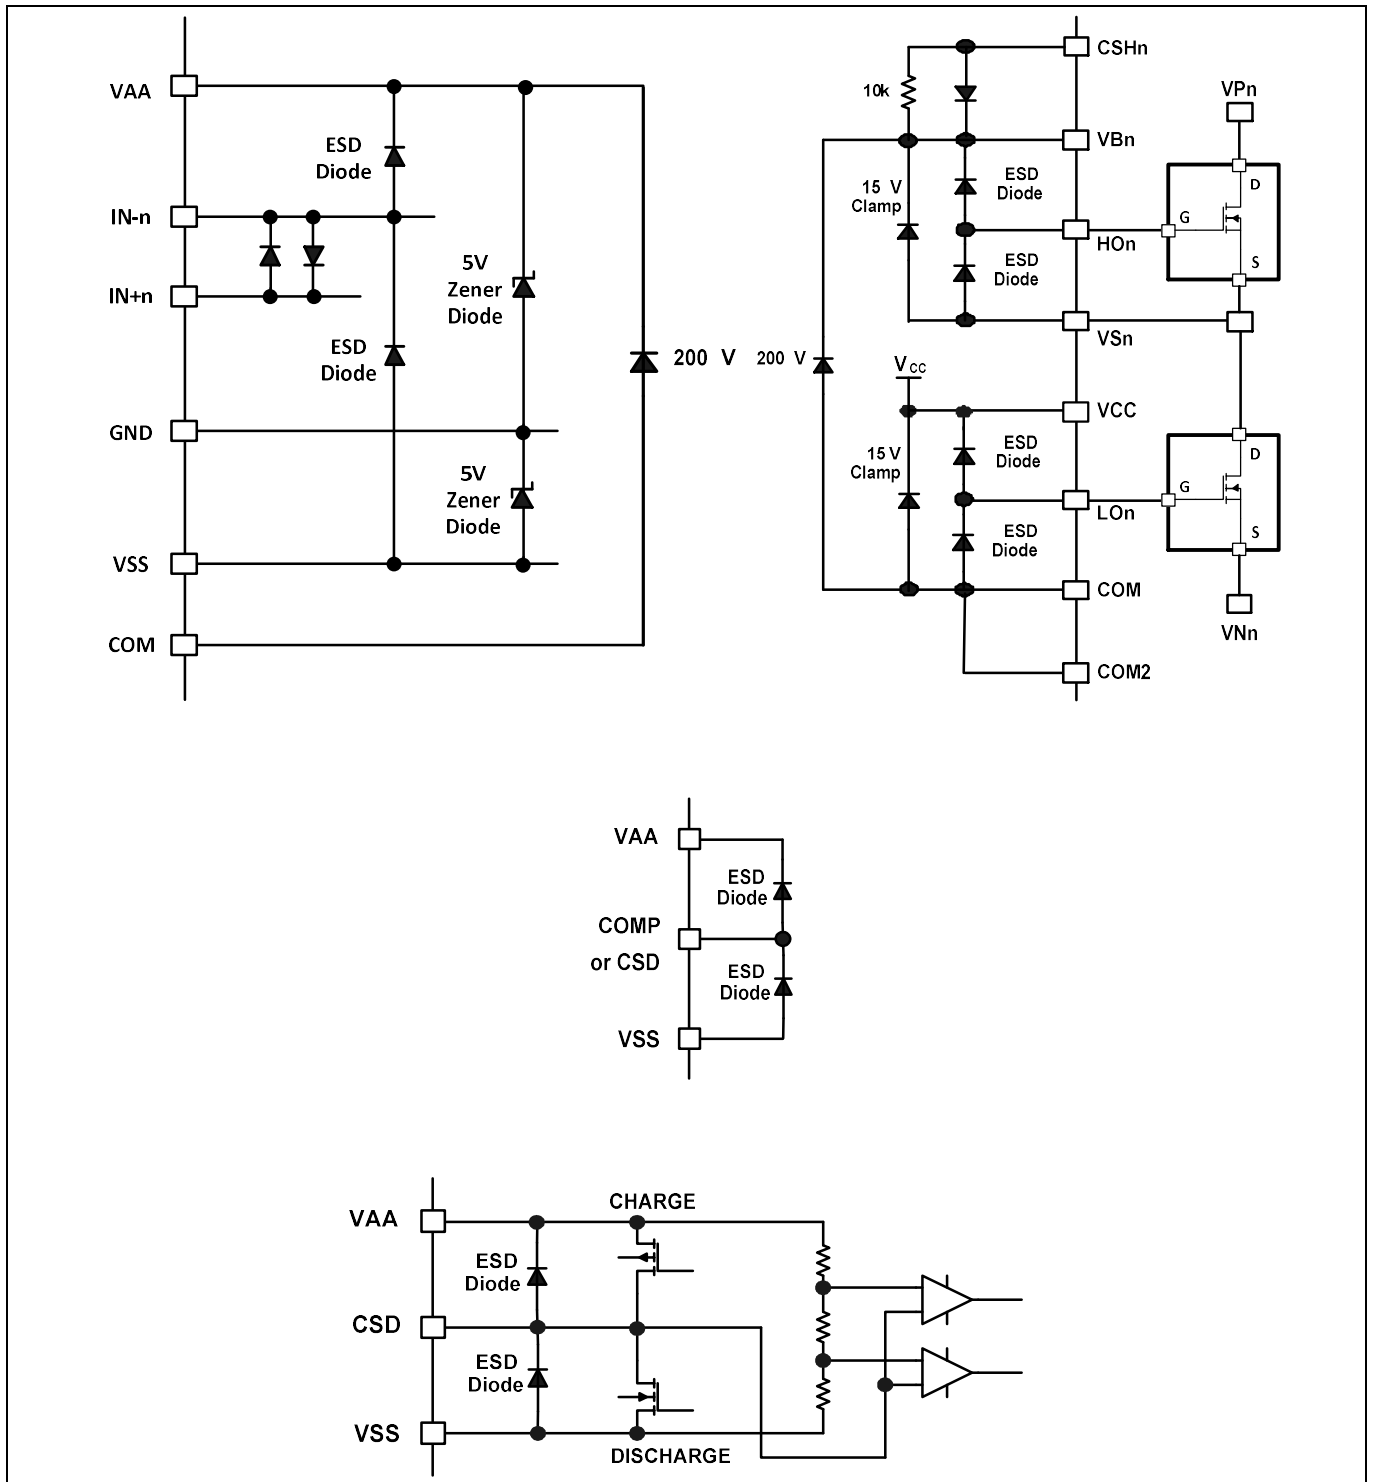 VAA
ESD
Diode
IN-n
IN+n
5V
Zener
Diode
ESD
Diode
200 V
GND
5V
Zener
Diode
VSS
COM
CSHn
10k
VPn
VBn
15 V
Clamp
ESD
Diode
D
G
HOn
ESD
Diode
S
VSn
200 V
VCC
VCC
15 V
Clamp
ESD
Diode
D
G
LOn
ESD
Diode
S
COM
VNn
COM2
VAA
ESD
Diode
COMP
or CSD
ESD
Diode
VSS
CHARGE
VAA
ESD
Diode
CSD
ESD
Diode
VSS
DISCHARGE